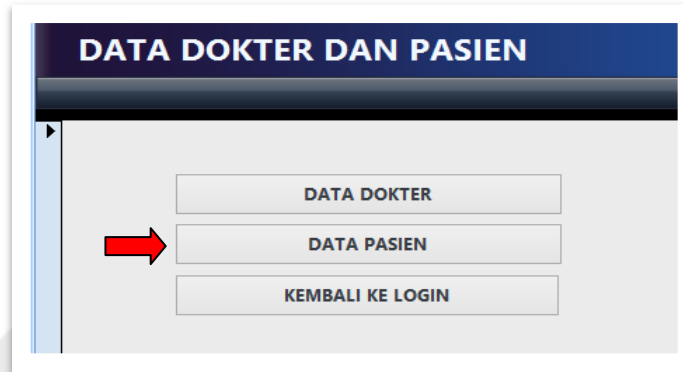 DATA DOKTER DAN PASIEN
DATA DOKTER
DATA PASIEN
KEMBALI KE LOGIN